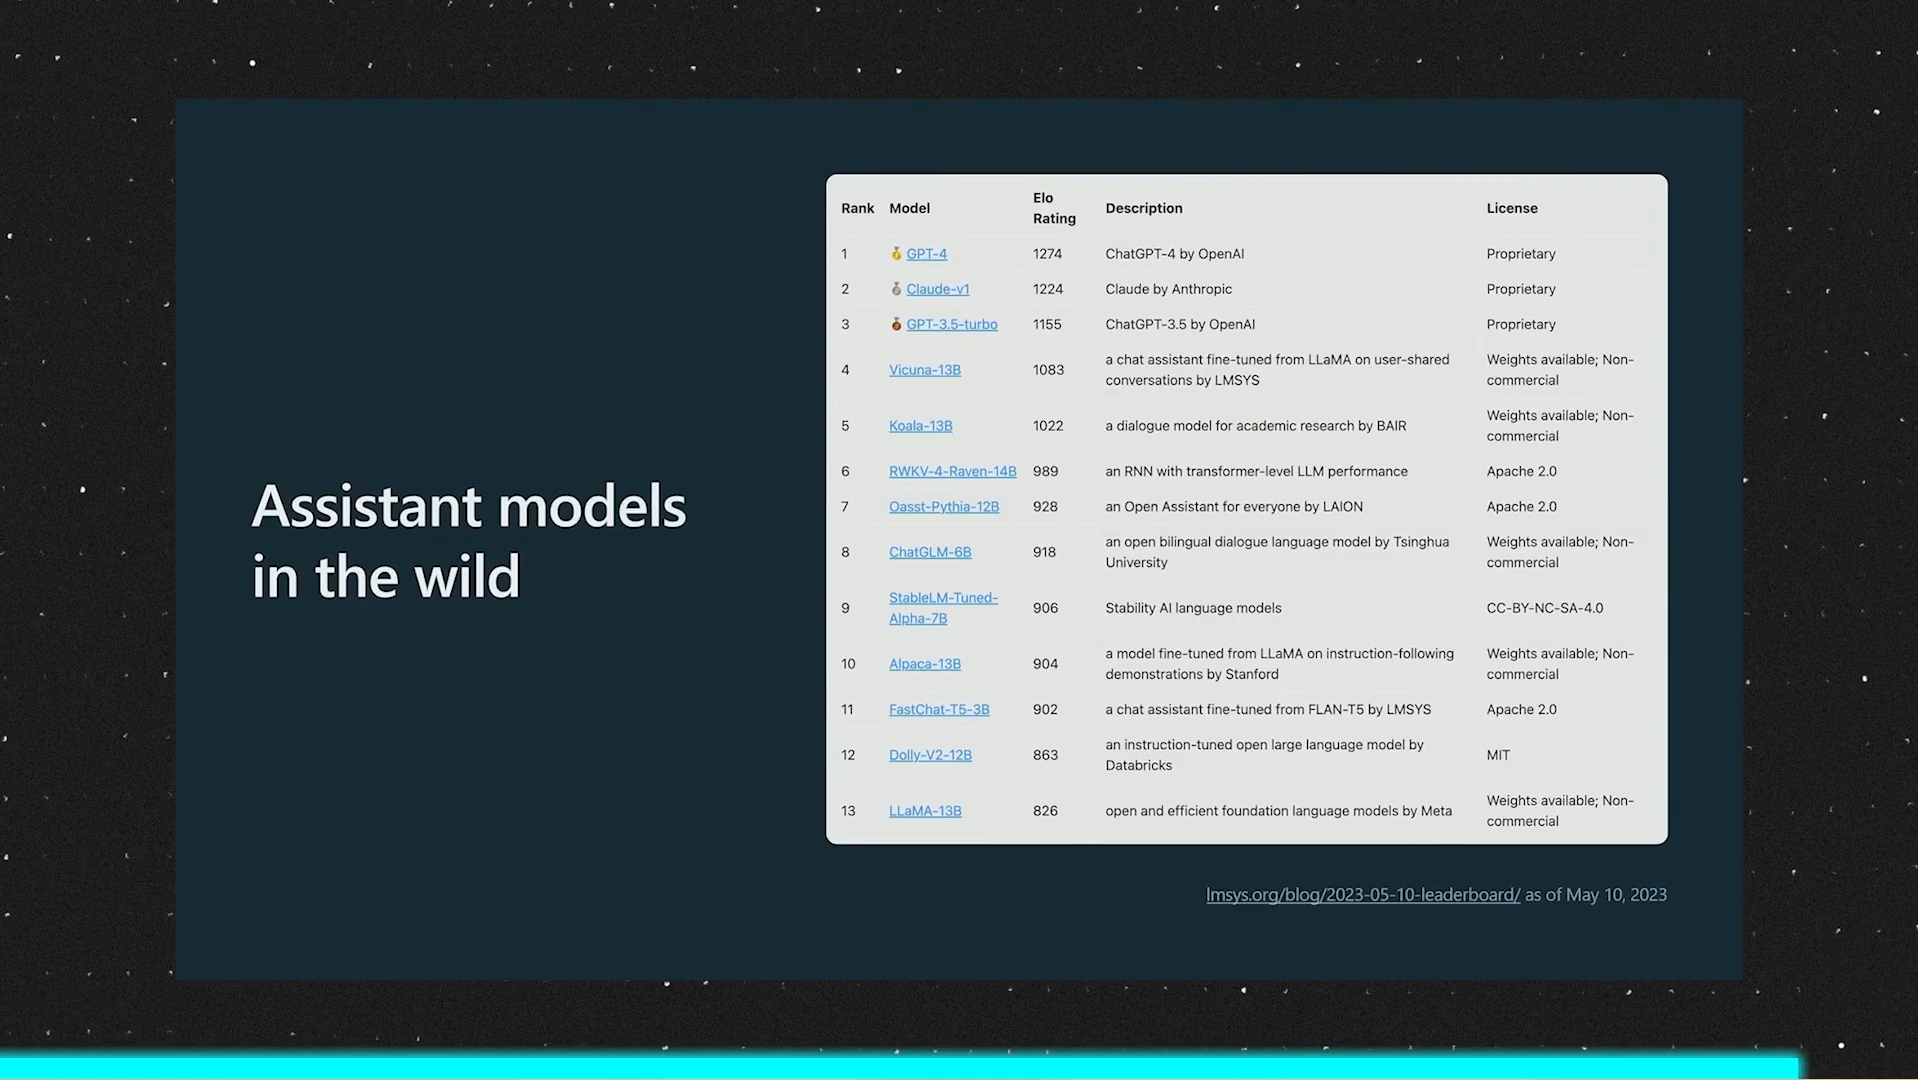 Assistant models
in the wild
Rank Model Elo Rating Description License
1 GPT-4 1274 ChatGPT-4 by OpenAI Proprietary
2 Claude-v1 1224 Claude by Anthropic Proprietary
3 GPT-3.5-turbo 1155 ChatGPT-3.5 by OpenAI Proprietary
4 Vicuna-13B 1083 a chat assistant fine-tuned from LLaMA on user-shared conversations by LMSYS Weights available; Non-commercial
5 Koala-13B 1022 a dialogue model for academic research by BAIR Weights available; Non-commercial
6 RWKV-4-Raven-14B 989 an RNN with transformer-level LLM performance Apache 2.0
7 Oasst-Pythia-12B 928 an Open Assistant for everyone by LAION Apache 2.0
8 ChatGLM-6B 918 an open bilingual dialogue language model by Tsinghua University Weights available; Non-commercial
9 StableLM-Tuned-Alpha-7B 906 Stability AI language models CC-BY-NC-SA-4.0
10 Alpaca-13B 904 a model fine-tuned from LLaMA on instruction-following demonstrations by Stanford Weights available; Non-commercial
11 FastChat-T5-3B 902 a chat assistant fine-tuned from FLAN-T5 by LMSYS Apache 2.0
12 Dolly-V2-12B 863 an instruction-tuned open large language model by Databricks MIT
13 LLaMA-13B 826 open and efficient foundation language models by Meta Weights available; Non-commercial
lmsys.org/blog/2023-05-10-leaderboard/ as of May 10, 2023